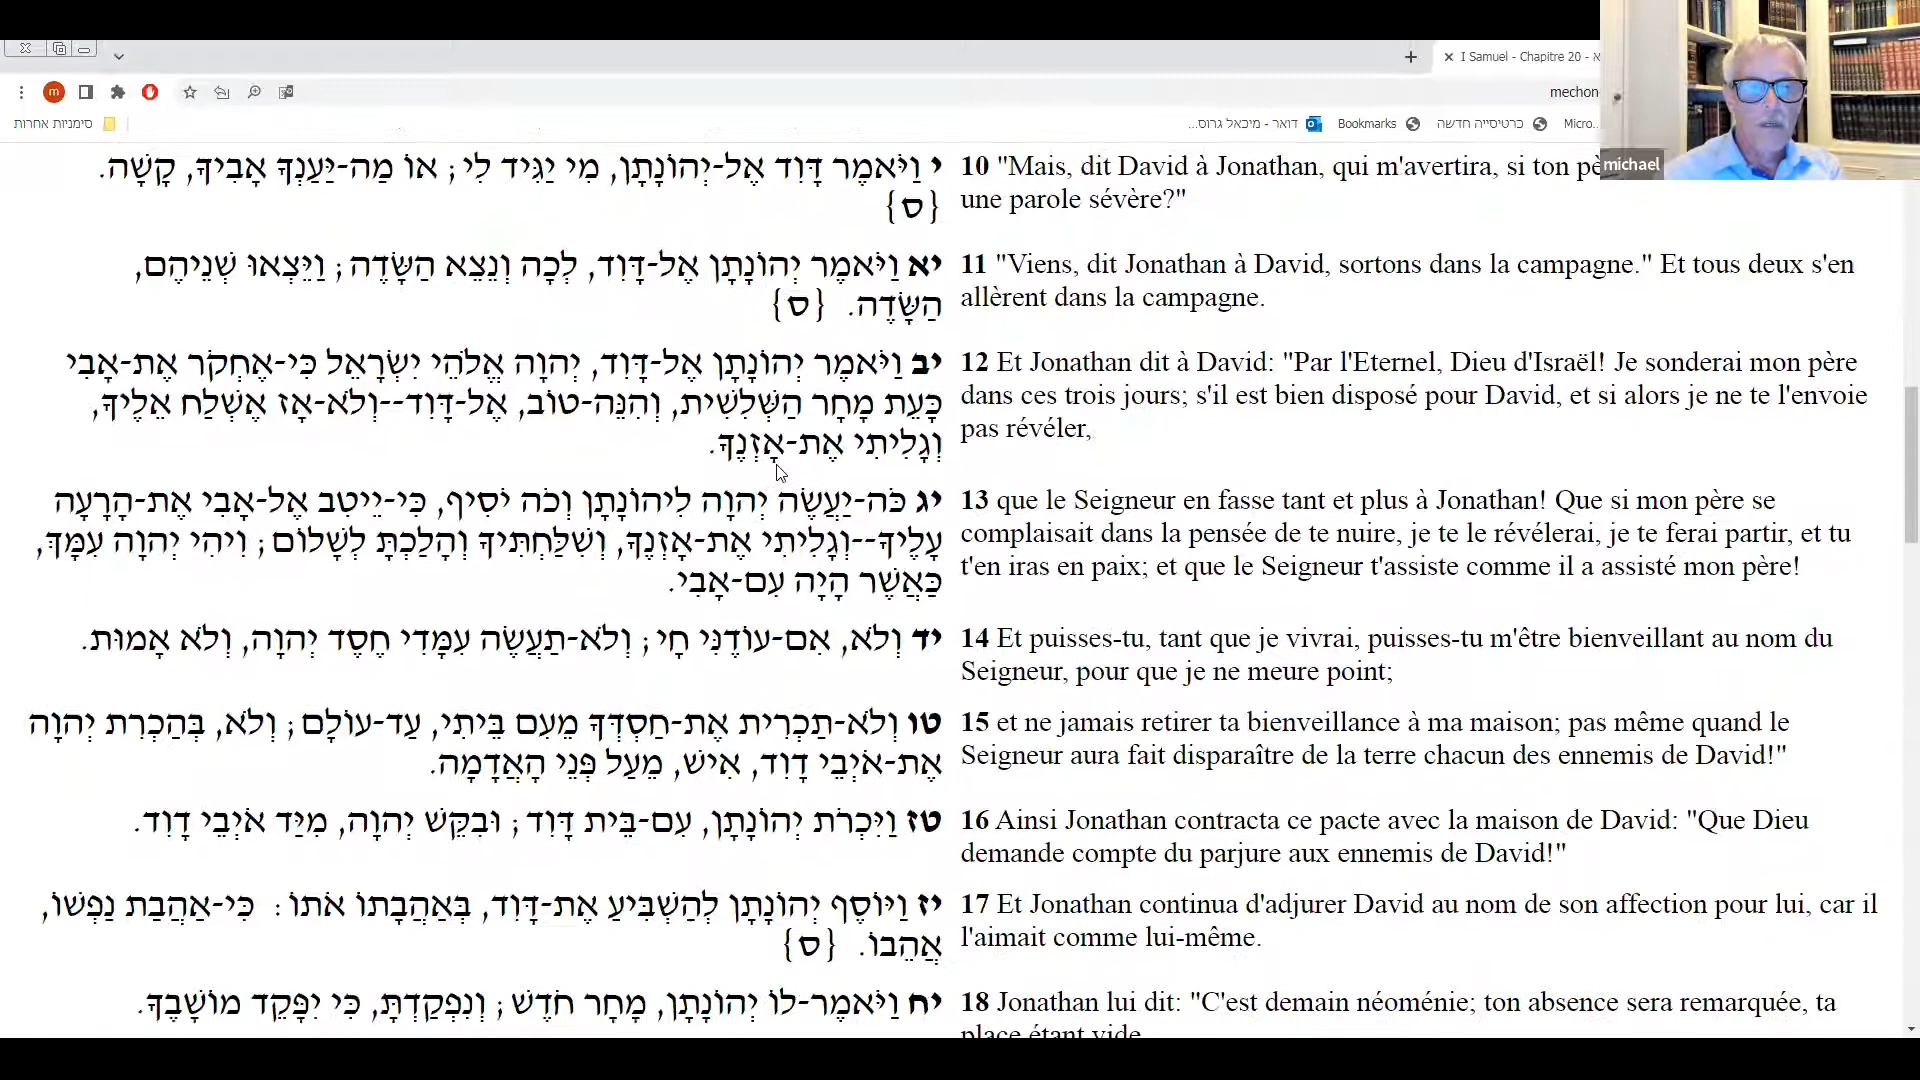 I Samuel - Chapitre 20 - א
m
mechon-
סימניות אחרות
דואר - מיכאל גרוס...
Bookmarks
כרטיסייה חדשה
Micro...
michael
י וַיֹּאמֶר דָּוִד אֶל-יְהוֹנָתָן, מִי יַגִּיד לִי; אוֹ מַה-יַּעַנְךָ אָבִיךָ, קָשָׁה.
{ס}
10 "Mais, dit David à Jonathan, qui m'avertira, si ton pè
une parole sévère?"
יא וַיֹּאמֶר יְהוֹנָתָן אֶל-דָּוִד, לְכָה וְנֵצֵא הַשָּׂדֶה; וַיֵּצְאוּ שְׁנֵיהֶם,
הַשָּׂדֶה. {ס}
11 "Viens, dit Jonathan à David, sortons dans la campagne." Et tous deux s'en
allèrent dans la campagne.
יב וַיֹּאמֶר יְהוֹנָתָן אֶל-דָּוִד, יְהוָה אֱלֹהֵי יִשְׂרָאֵל כִּי-אֶחְקֹר אֶת-אָבִי
כָּעֵת מָחָר הַשְּׁלִשִׁית, וְהִנֵּה-טוֹב, אֶל-דָּוִד--וְלֹא-אָז אֶשְׁלַח אֵלֶיךָ,
וְגָלִיתִי אֶת-אָזְנֶךָ.
12 Et Jonathan dit à David: "Par l'Eternel, Dieu d'Israël! Je sonderai mon père
dans ces trois jours; s'il est bien disposé pour David, et si alors je ne te l'envoie
pas révéler,
יג כֹּה-יַעֲשֶׂה יְהוָה לִיהוֹנָתָן וְכֹה יֹסִיף, כִּי-יֵיטִב אֶל-אָבִי אֶת-הָרָעָה
עָלֶיךָ--וְגָלִיתִי אֶת-אָזְנֶךָ, וְשִׁלַּחְתִּיךָ וְהָלַכְתָּ לְשָׁלוֹם; וִיהִי יְהוָה עִמָּךְ,
כַּאֲשֶׁר הָיָה עִם-אָבִי.
13 que le Seigneur en fasse tant et plus à Jonathan! Que si mon père se
complaisait dans la pensée de te nuire, je te le révélerai, je te ferai partir, et tu
t'en iras en paix; et que le Seigneur t'assiste comme il a assisté mon père!
יד וְלֹא, אִם-עוֹדֶנִּי חָי; וְלֹא-תַעֲשֶׂה עִמָּדִי חֶסֶד יְהוָה, וְלֹא אָמוּת.
14 Et puisses-tu, tant que je vivrai, puisses-tu m'être bienveillant au nom du
Seigneur, pour que je ne meure point;
טו וְלֹא-תַכְרִית אֶת-חַסְדְּךָ מֵעִם בֵּיתִי, עַד-עוֹלָם; וְלֹא, בְּהַכְרִת יְהוָה
אֶת-אֹיְבֵי דָוִד, אִישׁ, מֵעַל פְּנֵי הָאֲדָמָה.
15 et ne jamais retirer ta bienveillance à ma maison; pas même quand le
Seigneur aura fait disparaître de la terre chacun des ennemis de David!"
טז וַיִּכְרֹת יְהוֹנָתָן, עִם-בֵּית דָּוִד; וּבִקֵּשׁ יְהוָה, מִיַּד אֹיְבֵי דָוִד.
16 Ainsi Jonathan contracta ce pacte avec la maison de David: "Que Dieu
demande compte du parjure aux ennemis de David!"
יז וַיּוֹסֶף יְהוֹנָתָן לְהַשְׁבִּיעַ אֶת-דָּוִד, בְּאַהֲבָתוֹ אֹתוֹ: כִּי-אַהֲבַת נַפְשׁוֹ,
אֲהֵבוֹ. {ס}
17 Et Jonathan continua d'adjurer David au nom de son affection pour lui, car il
l'aimait comme lui-même.
יח וַיֹּאמֶר-לוֹ יְהוֹנָתָן, מָחָר חֹדֶשׁ; וְנִפְקַדְתָּ, כִּי יִפָּקֵד מוֹשָׁבֶךָ.
18 Jonathan lui dit: "C'est demain néoménie; ton absence sera remarquée, ta
place étant vide